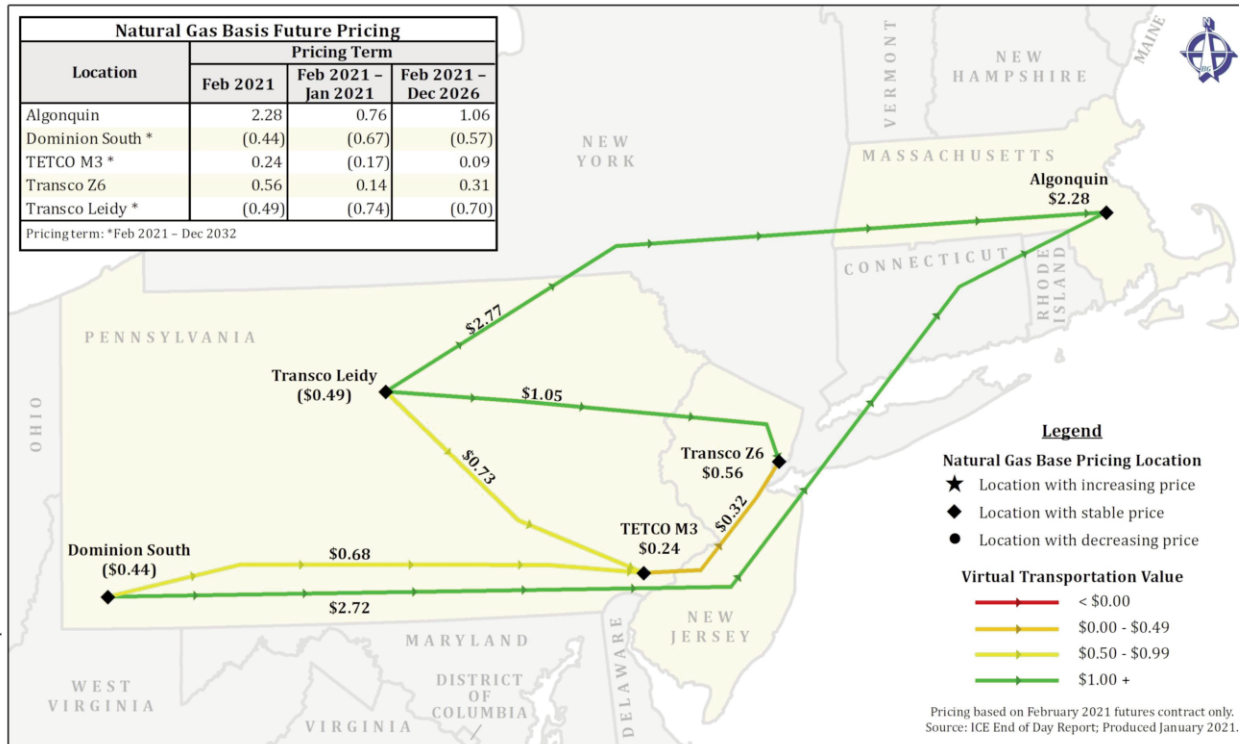 Natural Gas Basis Future Pricing
Location
Pricing Term
Feb 2021
Feb 2021 –
Jan 2021
Feb 2021 –
Dec 2026
Algonquin 2.28 0.76 1.06
Dominion South * (0.44) (0.67) (0.57)
TETCO M3 * 0.24 (0.17) 0.09
Transco Z6 0.56 0.14 0.31
Transco Leidy * (0.49) (0.74) (0.70)
Pricing term: *Feb 2021 – Dec 2032
VERMONT
NEW
HAMPSHIRE
MAINE
N
NEW
YORK
MASSACHUSETTS
Algonquin
$2.28
CONNECTICUT
RHODE
ISLAND
PENNSYLVANIA
$2.77
OHIO
Transco Leidy
($0.49)
$1.05
$0.73
Transco Z6
$0.56
$0.32
TETCO M3
$0.24
Dominion South
($0.44)
$0.68
$2.72
NEW
JERSEY
MARYLAND
DELAWARE
WEST
VIRGINIA
VIRGINIA
DISTRICT
OF
COLUMBIA
Legend
Natural Gas Base Pricing Location
Location with increasing price
Location with stable price
Location with decreasing price
Virtual Transportation Value
< $0.00
$0.00 - $0.49
$0.50 - $0.99
$1.00 +
Pricing based on February 2021 futures contract only.
Source: ICE End of Day Report; Produced January 2021.